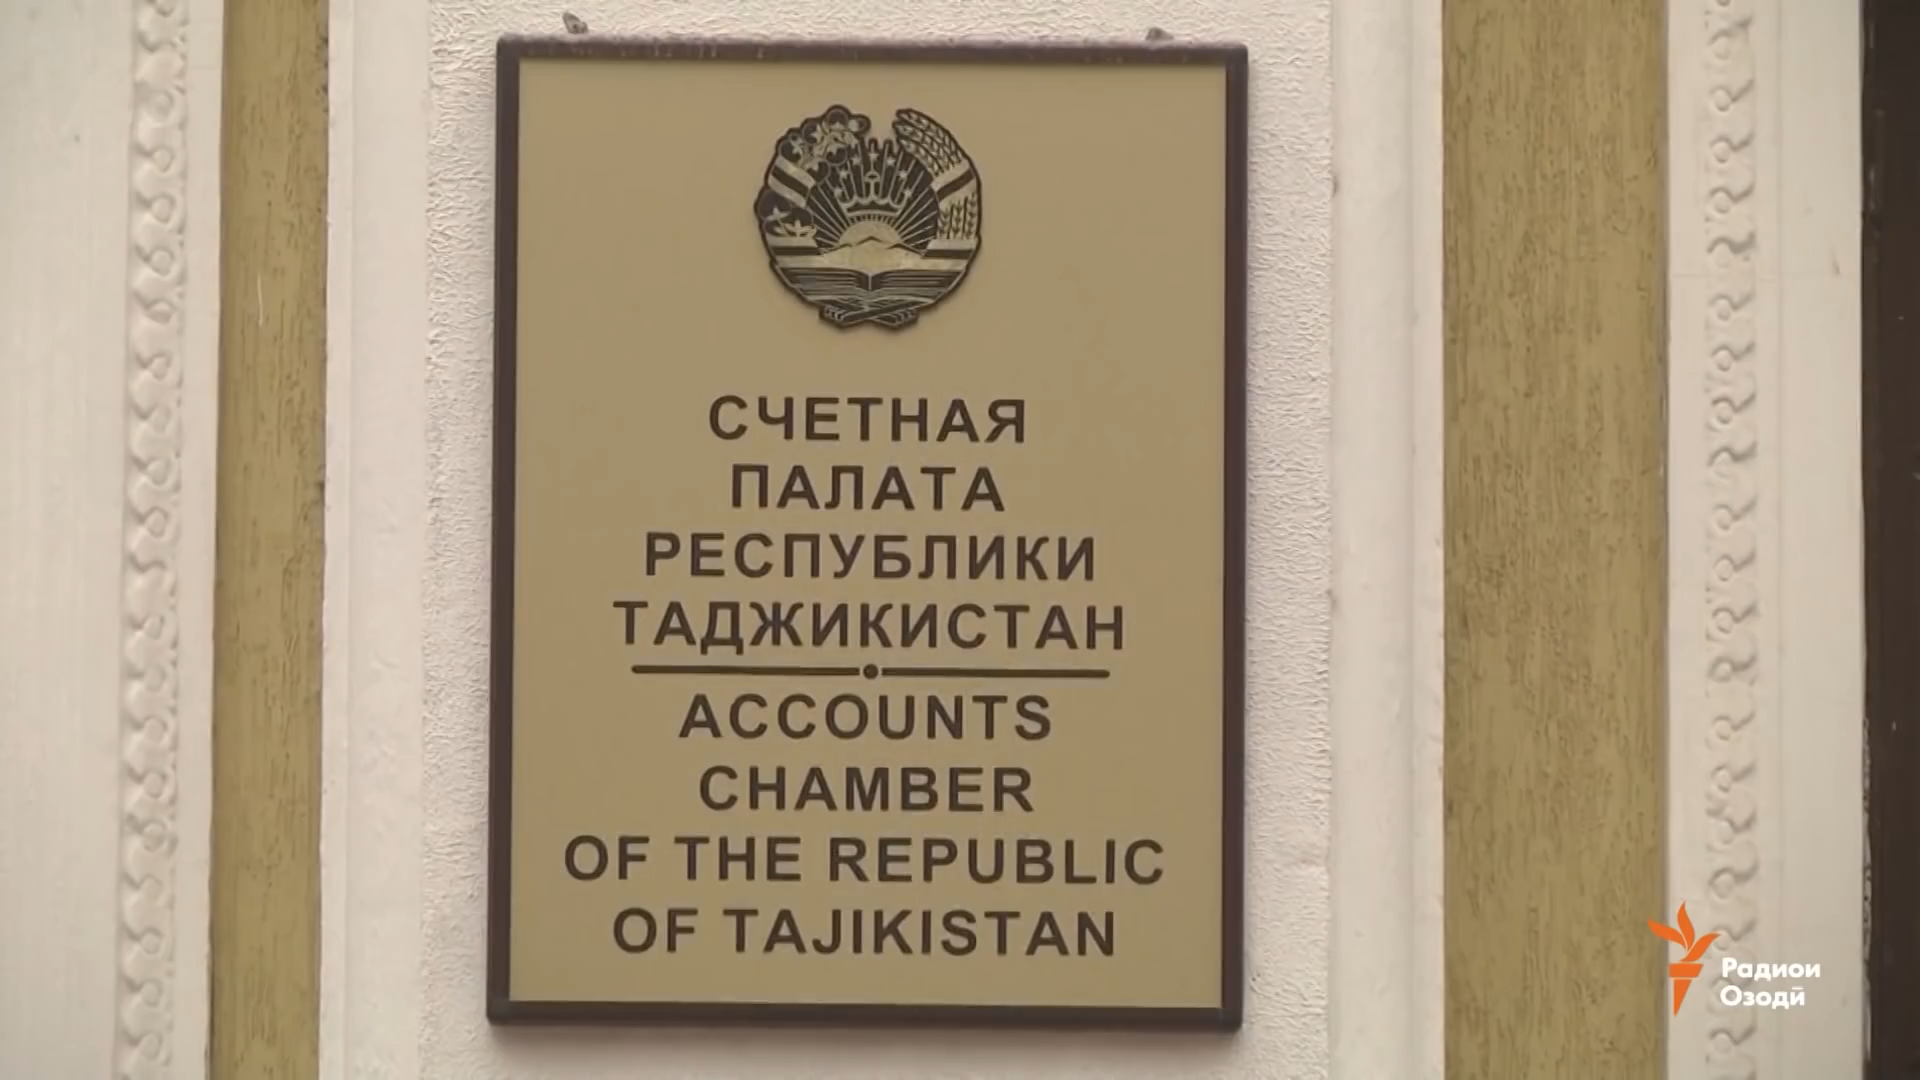 СЧЕТНАЯ
ПАЛАТА
РЕСПУБЛИКИ
ТАДЖИКИСТАН
ACCOUNTS
CHAMBER
OF THE REPUBLIC
OF TAJIKISTAN
Радиои
Озодӣ